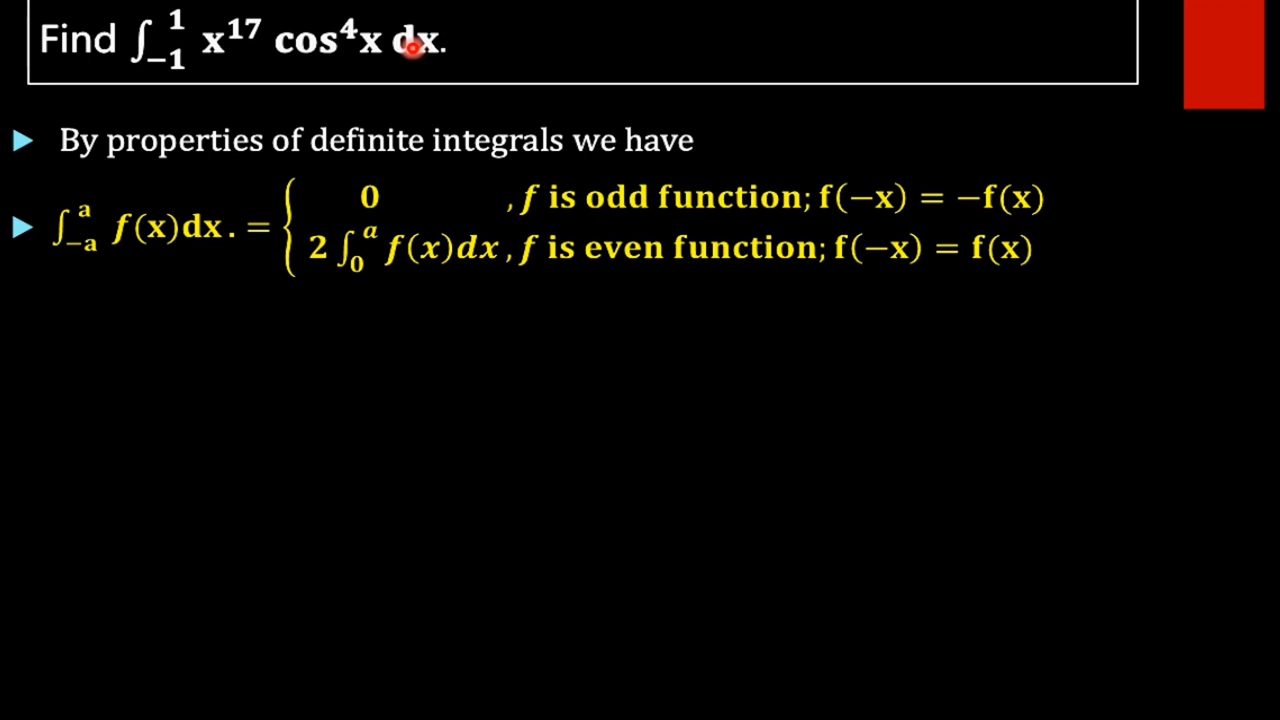 Find ∫₋₁¹ x¹⁷ cos⁴x dx.
By properties of definite integrals we have
∫₋ₐᵃ f(x)dx. = { 0 , f is odd function; f(−x) = −f(x)
2 ∫₀ᵃ f(x)dx , f is even function; f(−x) = f(x)